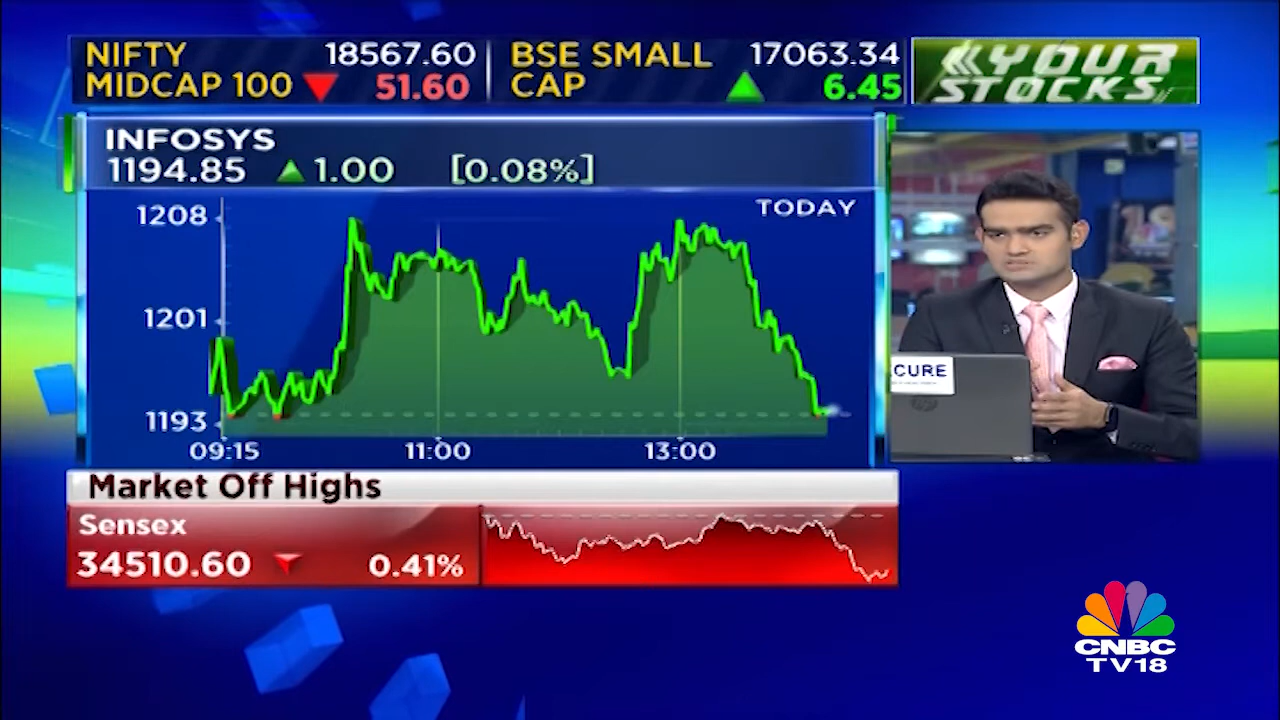 NIFTY 18567.60
MIDCAP 100 51.60
BSE SMALL 17063.34
CAP 6.45
YOUR
STOCKS
INFOSYS
1194.85 1.00 [0.08%]
TODAY
1208
1201
1193
09:15 11:00 13:00
CURE
Market Off Highs
Sensex
34510.60 0.41%
CNBC
TV18